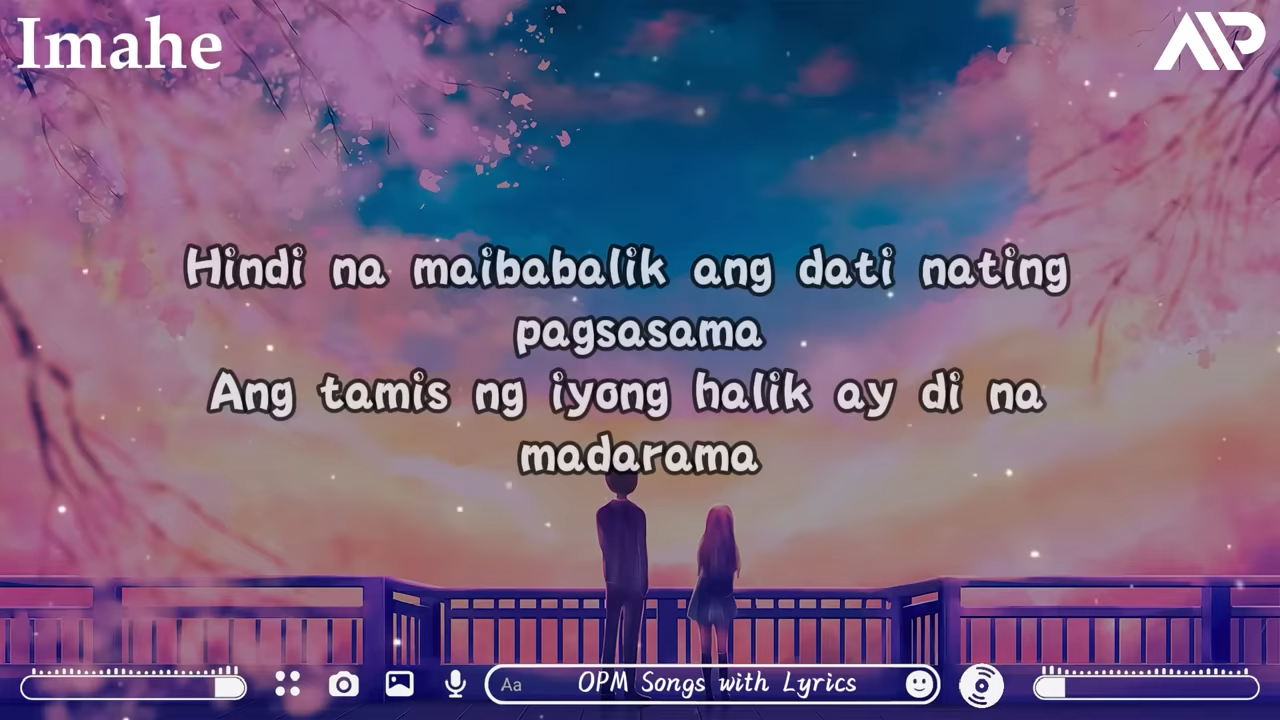 Imahe
AP
Hindi na maibabalik ang dati nating
pagsasama
Ang tamis ng iyong halik ay di na
madarama
Aa OPM Songs with Lyrics